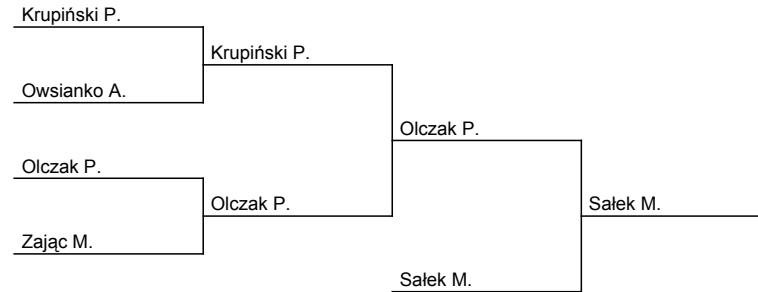 Krupiński P.
Krupiński P.
Owsianko A.
Olczak P.
Olczak P.
Olczak P.
Sałek M.
Zając M.
Sałek M.